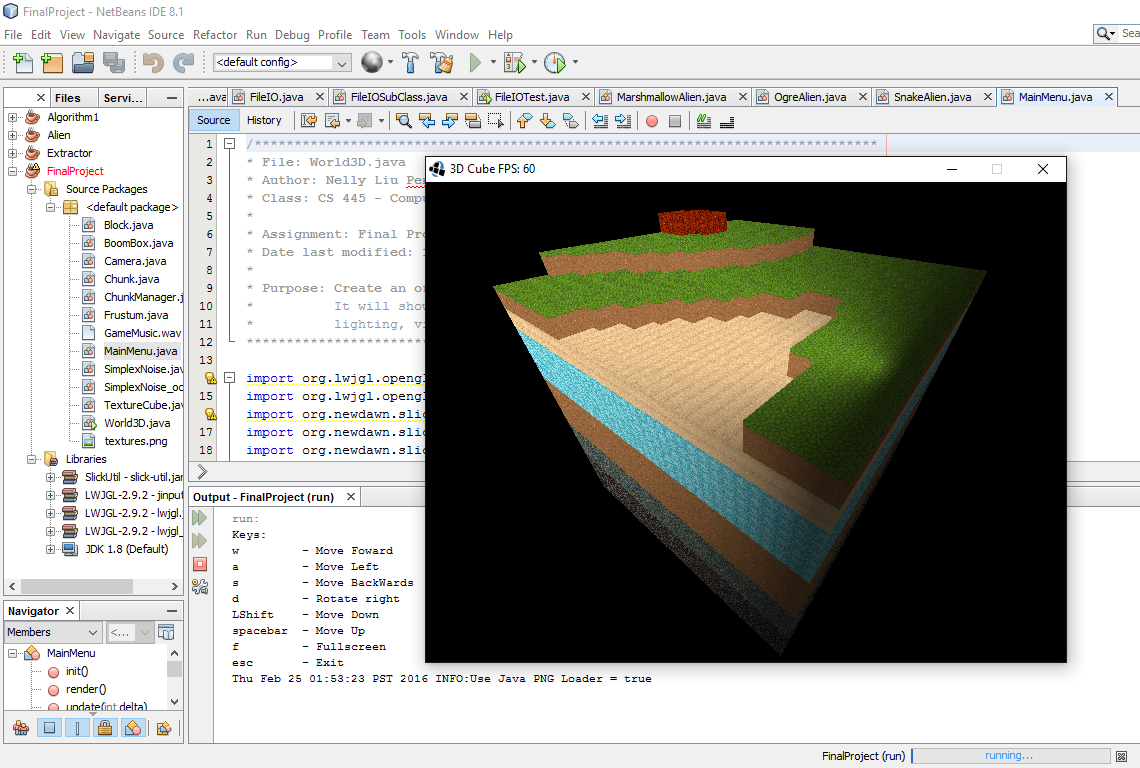 FinalProject - NetBeans IDE 8.1
File Edit View Navigate Source Refactor Run Debug Profile Team Tools Window Help
<default config>
Files Servi...
...ava FileIO.java FileIOSubClass.java FileIOTest.java MarshmallowAlien.java OgreAlien.java SnakeAlien.java MainMenu.java
Source History
Algorithm1
Alien
Extractor
FinalProject
Source Packages
<default package>
Block.java
BoomBox.java
Camera.java
Chunk.java
ChunkManager.j
Frustum.java
GameMusic.wav
MainMenu.java
SimplexNoise.jav
SimplexNoise_oc
TextureCube.jav
World3D.java
textures.png
Libraries
SlickUtil - slick-util.jar
LWJGL-2.9.2 - jinput
LWJGL-2.9.2 - lwjgl.
LWJGL-2.9.2 - lwjgl_
JDK 1.8 (Default)
Navigator
Members <...
MainMenu
init()
render()
update(int delta)
1 /******************************************************************************
2 * File: World3D.java
3 * Author: Nelly Liu Pe
4 * Class: CS 445 - Compu
5 *
6 * Assignment: Final Pro
7 * Date last modified:
8 *
9 * Purpose: Create an or
10 * It will show
11 * lighting, vi
12 ****************************
13
import org.lwjgl.opengl
15 import org.lwjgl.opengl
import org.newdawn.slic
17 import org.newdawn.slic
18 import org.newdawn.slic
3D Cube FPS: 60
Output - FinalProject (run)
run:
Keys:
w - Move Foward
a - Move Left
s - Move BackWards
d - Rotate right
LShift - Move Down
spacebar - Move Up
f - Fullscreen
esc - Exit
Thu Feb 25 01:53:23 PST 2016 INFO:Use Java PNG Loader = true
FinalProject (run) running...